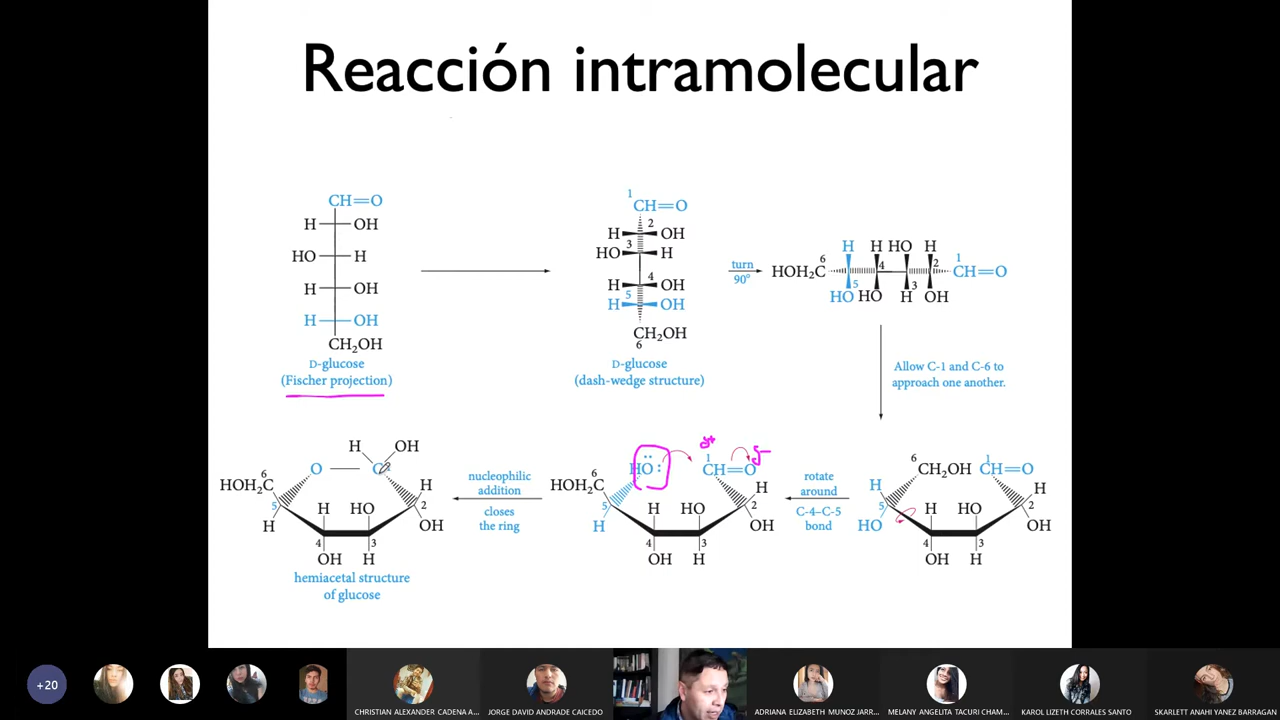 Reacción intramolecular
CH=O
H OH
HO H
H OH
H OH
CH₂OH
D-glucose
(Fischer projection)
1
CH=O
2
H OH
3
HO H
4
H OH
5
H OH
CH₂OH
6
D-glucose
(dash-wedge structure)
turn
90°
H H HO H
6 4 2 1
HOH₂C CH=O
5 3
HO HO H OH
Allow C-1 and C-6 to
approach one another.
6 1
CH₂OH CH=O
H H
H HO
5 2
HO OH
4 3
OH H
rotate
around
C-4–C-5
bond
δ+ δ-
1
HO: CH=O
6
HOH₂C H
H HO
5 2
H OH
4 3
OH H
nucleophilic
addition
closes
the ring
H OH
O C
6
HOH₂C H
H HO
5 2
H OH
4 3
OH H
hemiacetal structure
of glucose
+20
CHRISTIAN ALEXANDER CADENA A...
JORGE DAVID ANDRADE CAICEDO
ADRIANA ELIZABETH MUNOZ JARR...
MELANY ANGELITA TACURI CHAM...
KAROL LIZETH CORRALES SANTO
SKARLETT ANAHI YANEZ BARRAGAN